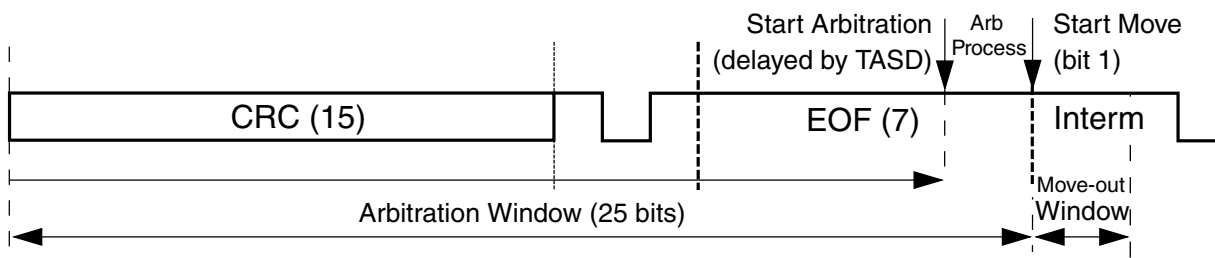 Start Arbitration
(delayed by TASD)
Arb
Process
Start Move
(bit 1)
CRC (15)
EOF (7)
Interm
Arbitration Window (25 bits)
Move-out
Window